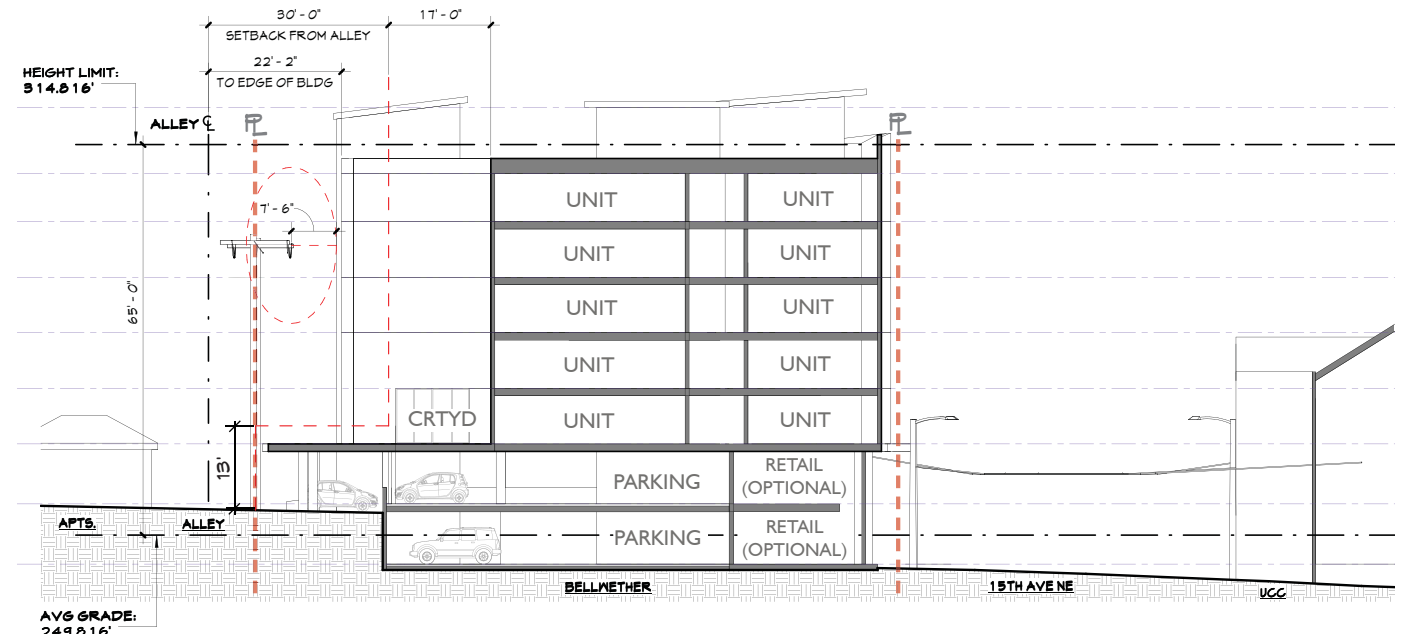 30'-0"
17'-0"
SETBACK FROM ALLEY
22'-2"
TO EDGE OF BLDG
HEIGHT LIMIT:
314.816'
ALLEY CL
PL
PL
7'-6"
65'-0"
13'
UNIT
UNIT
UNIT
UNIT
UNIT
UNIT
UNIT
UNIT
CRTYD
UNIT
UNIT
PARKING
RETAIL
(OPTIONAL)
PARKING
RETAIL
(OPTIONAL)
APTS.
ALLEY
BELLWETHER
15TH AVE NE
UCC
AVG GRADE:
249.816'